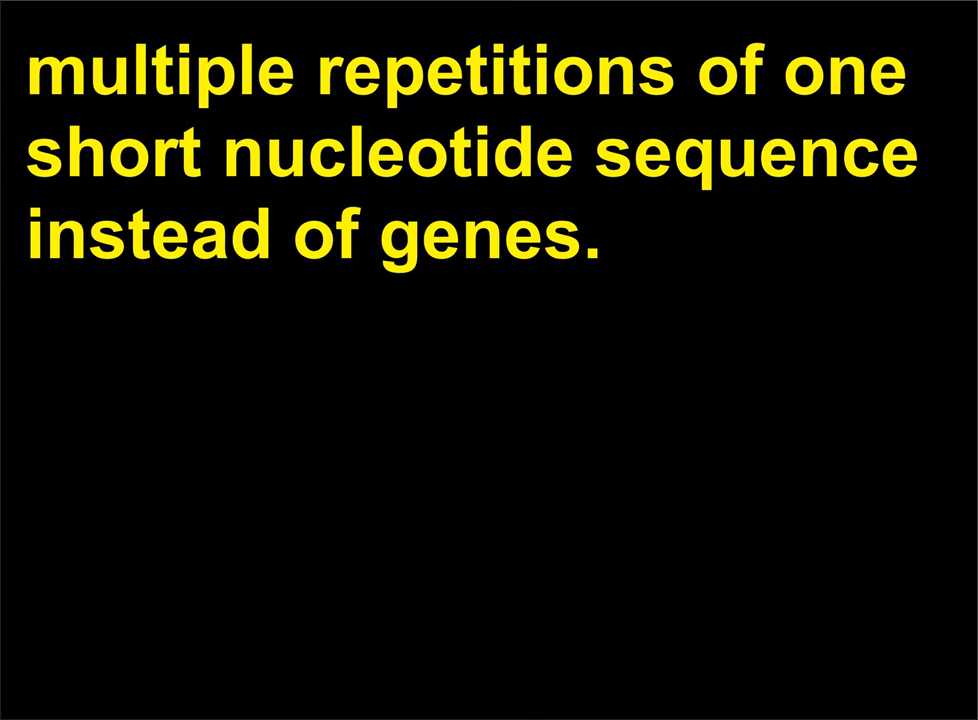 multiple repetitions of one
short nucleotide sequence
instead of genes.